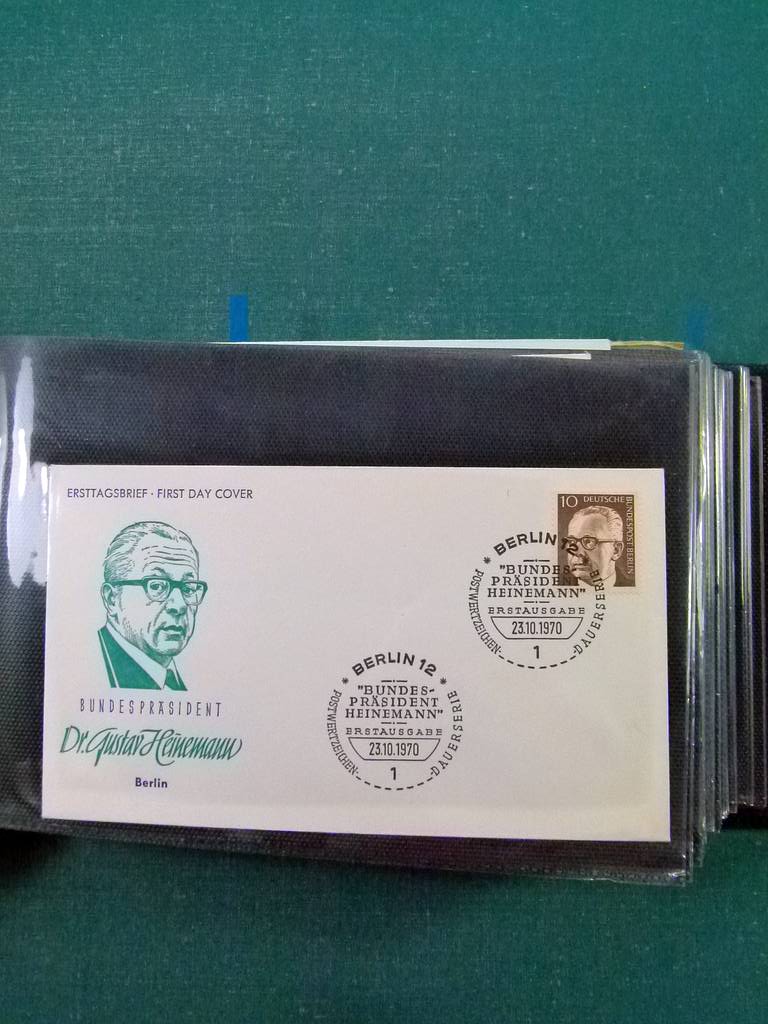 ERSTTAGSBRIEF · FIRST DAY COVER
10 DEUTSCHE
BUNDESPOST BERLIN
* BERLIN 12 *
"BUNDES-
PRÄSIDENT
HEINEMANN"
ERSTAUSGABE
23.10.1970
1
POSTWERTZEICHEN-
-DAUERSERIE
BUNDESPRÄSIDENT
Dr. Gustav Heinemann
Berlin
* BERLIN 12 *
"BUNDES-
PRÄSIDENT
HEINEMANN"
ERSTAUSGABE
23.10.1970
1
POSTWERTZEICHEN-
-DAUERSERIE